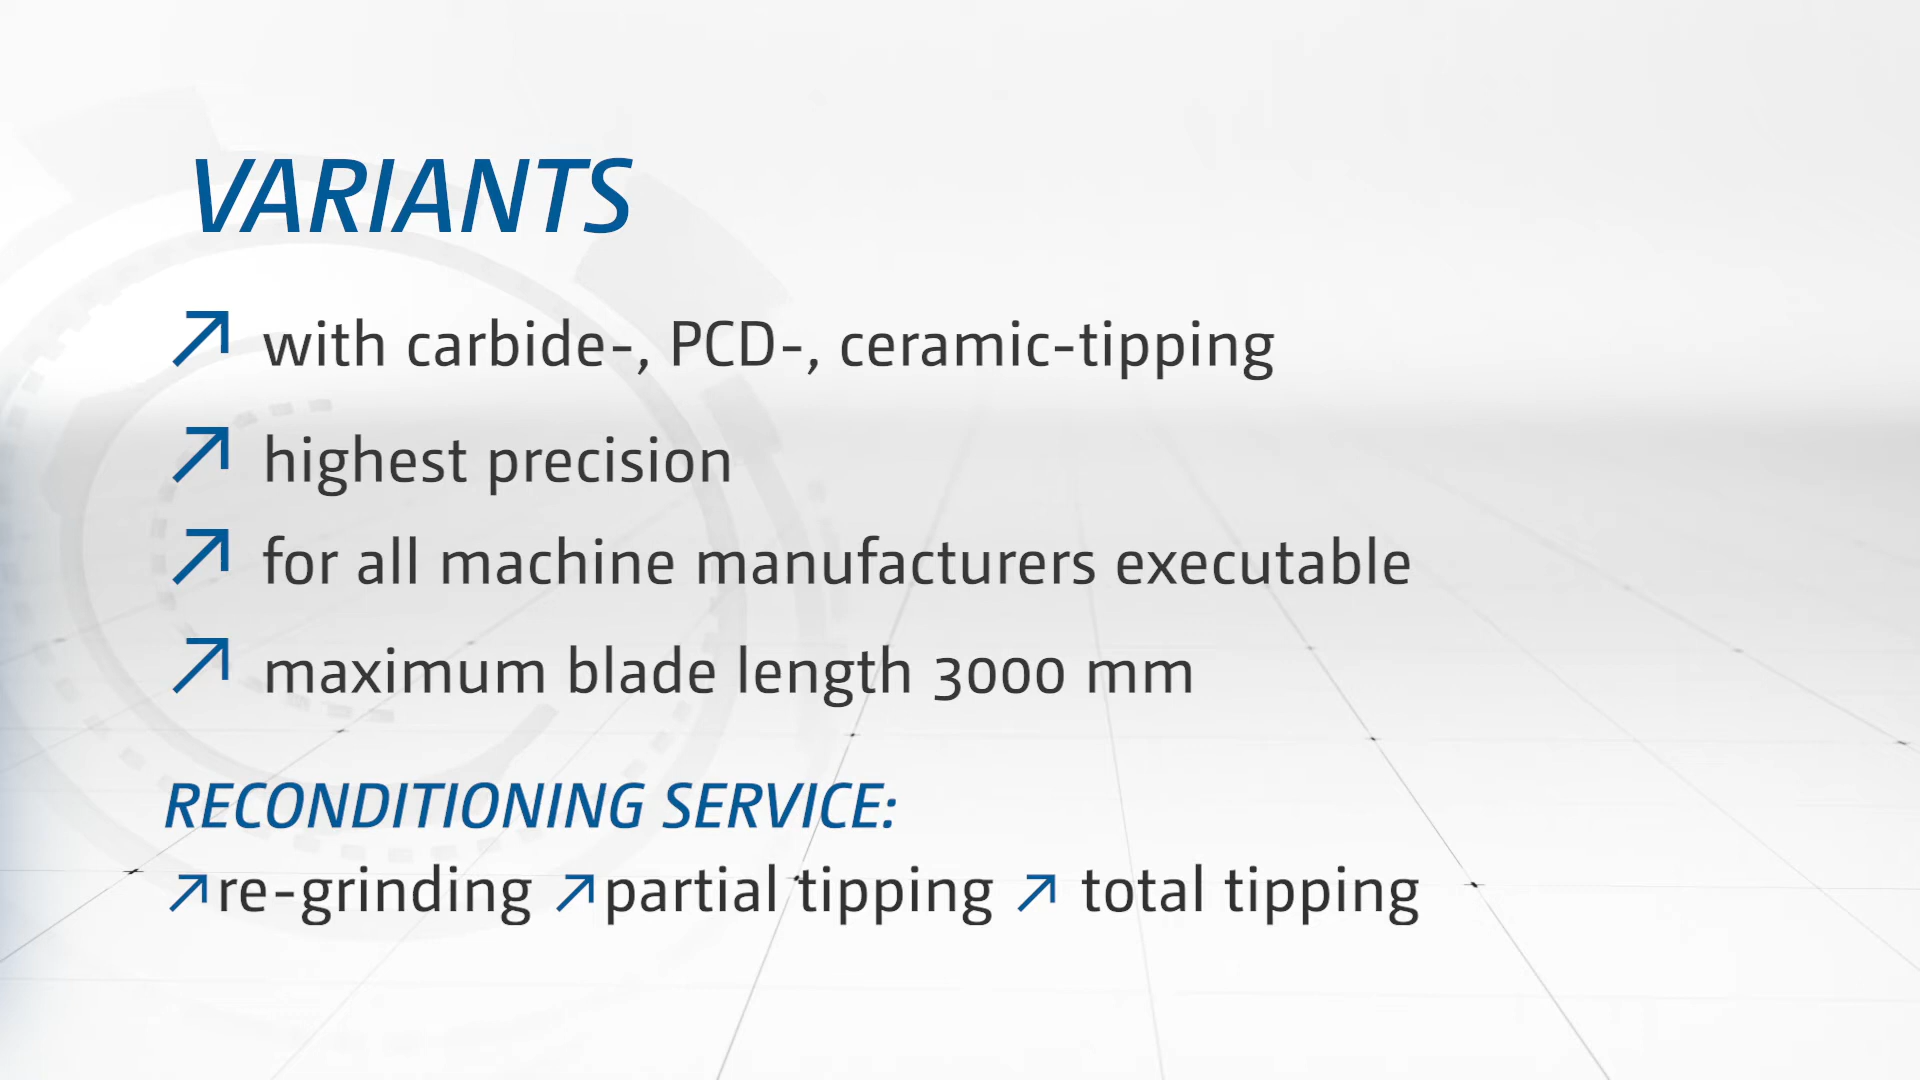 VARIANTS
with carbide-, PCD-, ceramic-tipping
highest precision
for all machine manufacturers executable
maximum blade length 3000 mm
RECONDITIONING SERVICE:
re-grinding partial tipping total tipping